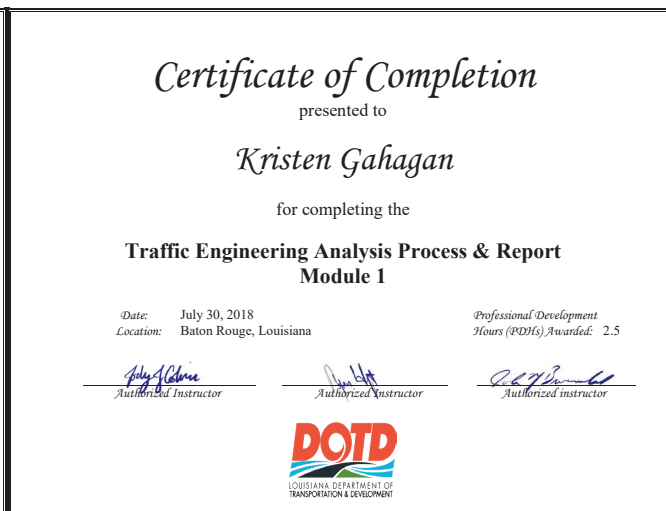 Certificate of Completion
presented to
Kristen Gahagan
for completing the
Traffic Engineering Analysis Process & Report
Module 1
Date: July 30, 2018
Location: Baton Rouge, Louisiana
Professional Development
Hours (PDHs) Awarded: 2.5
Authorized Instructor
Authorized Instructor
Authorized instructor
DOTD
LOUISIANA DEPARTMENT OF
TRANSPORTATION & DEVELOPMENT